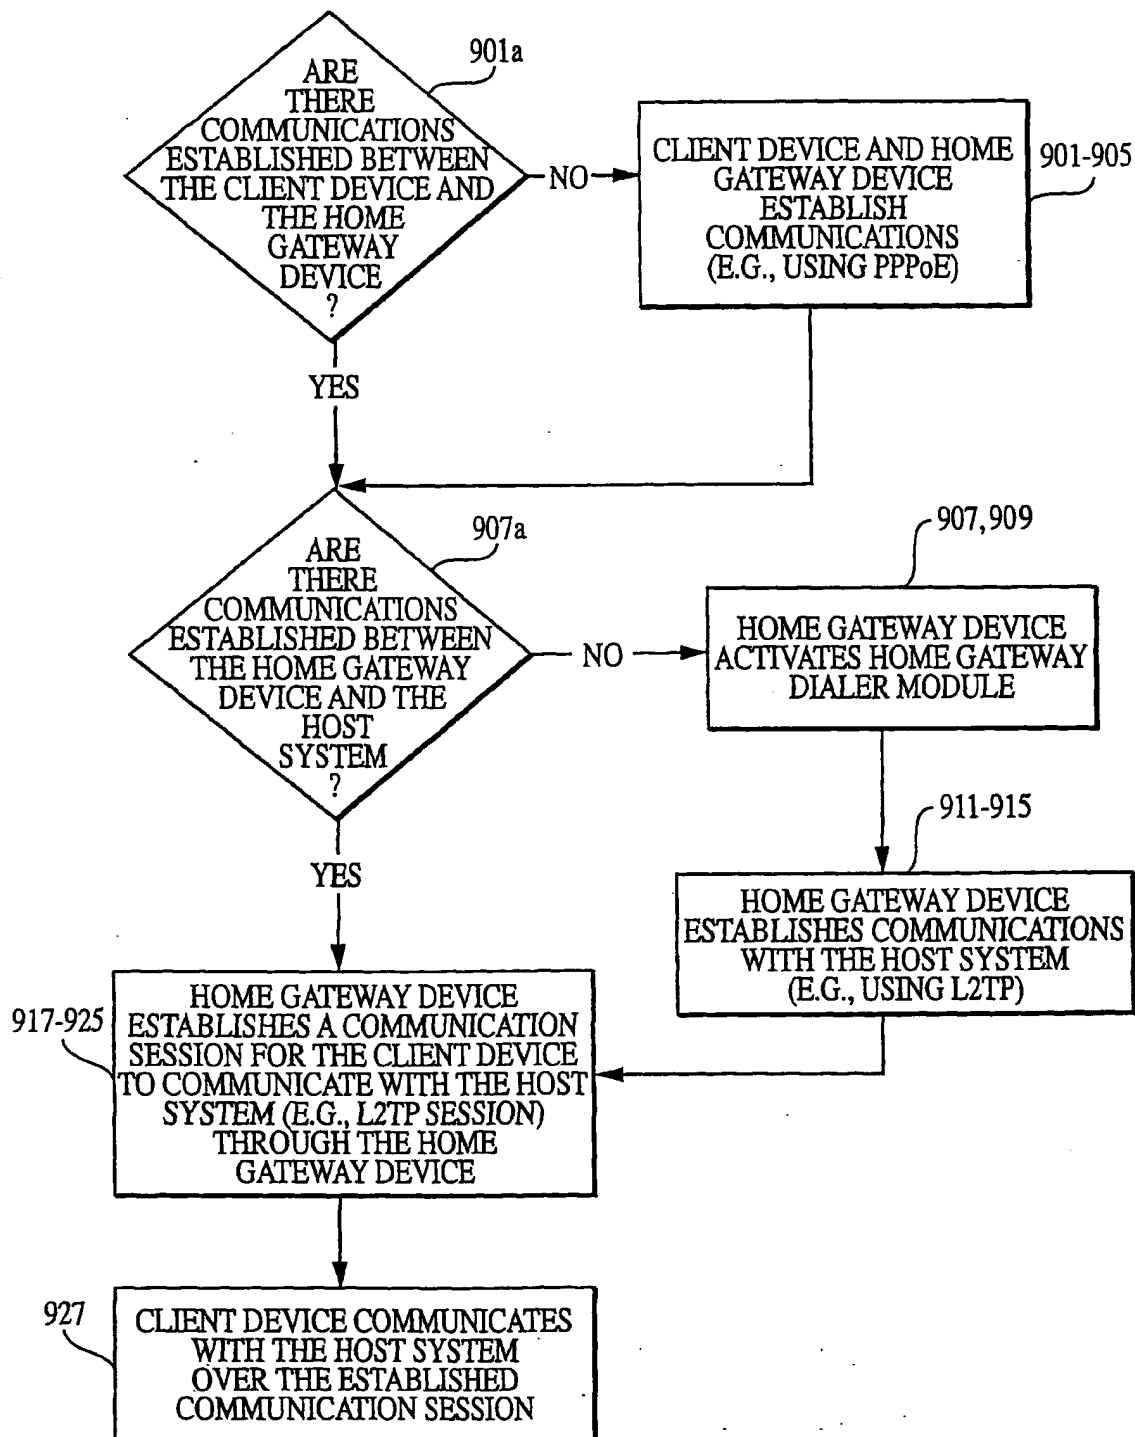 901a
ARE
THERE
COMMUNICATIONS
ESTABLISHED BETWEEN
THE CLIENT DEVICE AND
THE HOME
GATEWAY
DEVICE
?
NO
CLIENT DEVICE AND HOME
GATEWAY DEVICE
ESTABLISH
COMMUNICATIONS
(E.G., USING PPPoE)
901-905
YES
907a
ARE
THERE
COMMUNICATIONS
ESTABLISHED BETWEEN
THE HOME GATEWAY
DEVICE AND THE
HOST
SYSTEM
?
NO
907,909
HOME GATEWAY DEVICE
ACTIVATES HOME GATEWAY
DIALER MODULE
911-915
HOME GATEWAY DEVICE
ESTABLISHES COMMUNICATIONS
WITH THE HOST SYSTEM
(E.G., USING L2TP)
YES
917-925
HOME GATEWAY DEVICE
ESTABLISHES A COMMUNICATION
SESSION FOR THE CLIENT DEVICE
TO COMMUNICATE WITH THE HOST
SYSTEM (E.G., L2TP SESSION)
THROUGH THE HOME
GATEWAY DEVICE
927
CLIENT DEVICE COMMUNICATES
WITH THE HOST SYSTEM
OVER THE ESTABLISHED
COMMUNICATION SESSION